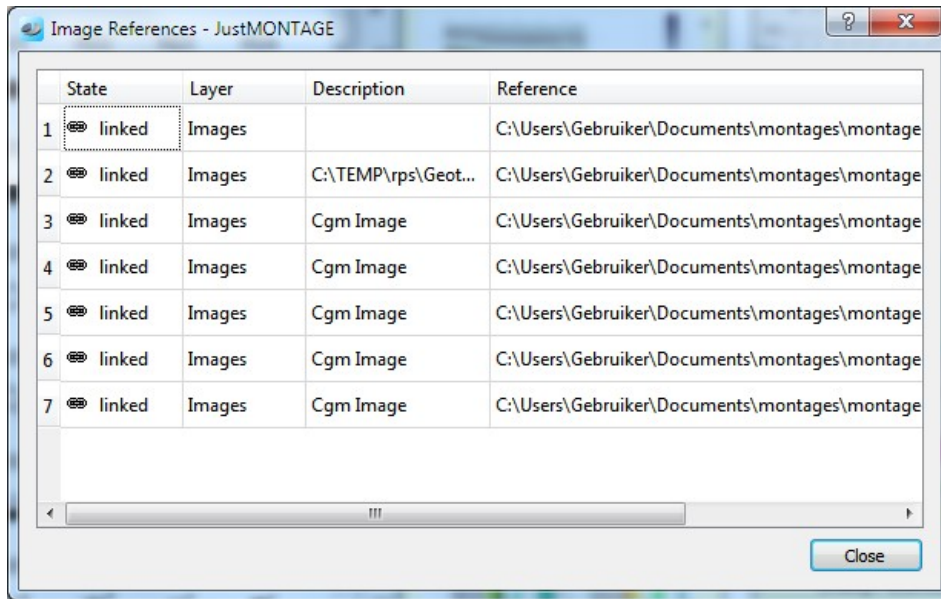 Image References - JustMONTAGE
State Layer Description Reference
1 linked Images C:\Users\Gebruiker\Documents\montages\montage
2 linked Images C:\TEMP\rps\Geot... C:\Users\Gebruiker\Documents\montages\montage
3 linked Images Cgm Image C:\Users\Gebruiker\Documents\montages\montage
4 linked Images Cgm Image C:\Users\Gebruiker\Documents\montages\montage
5 linked Images Cgm Image C:\Users\Gebruiker\Documents\montages\montage
6 linked Images Cgm Image C:\Users\Gebruiker\Documents\montages\montage
7 linked Images Cgm Image C:\Users\Gebruiker\Documents\montages\montage
Close